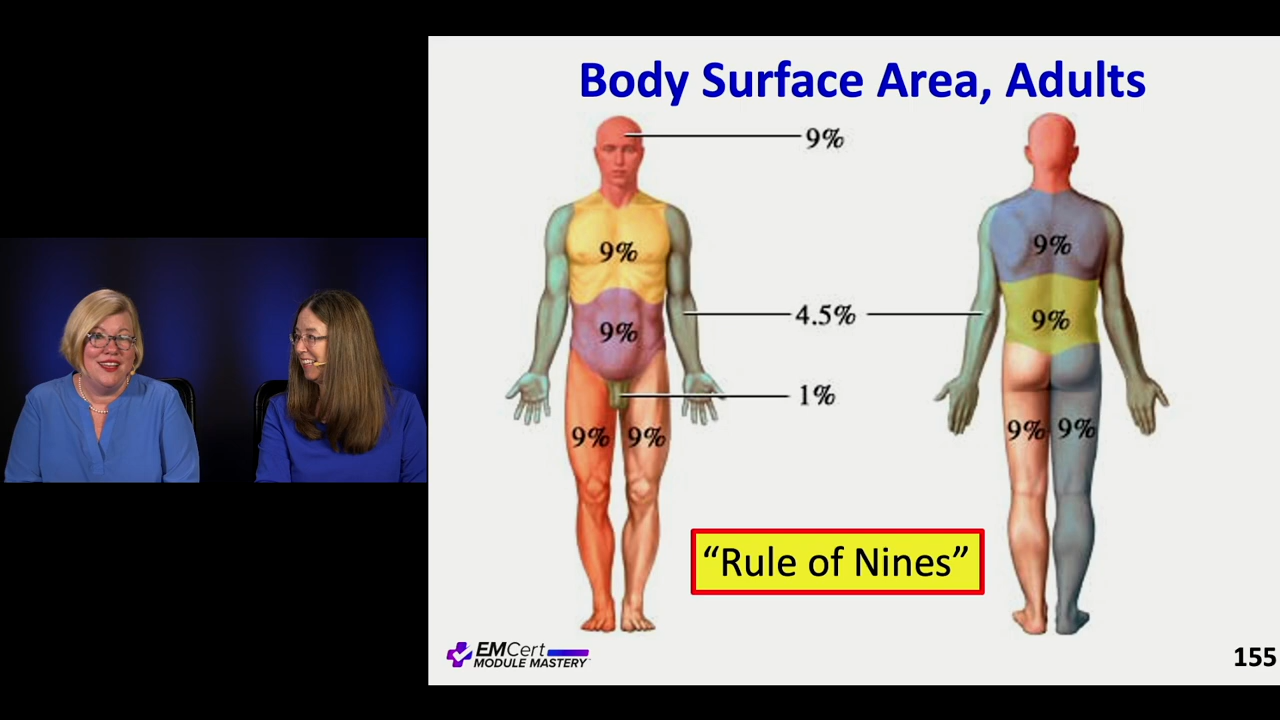 Body Surface Area, Adults
9%
9%
9%
4.5%
9%
9%
1%
9% 9%
9% 9%
“Rule of Nines”
EMCert
MODULE MASTERY
155